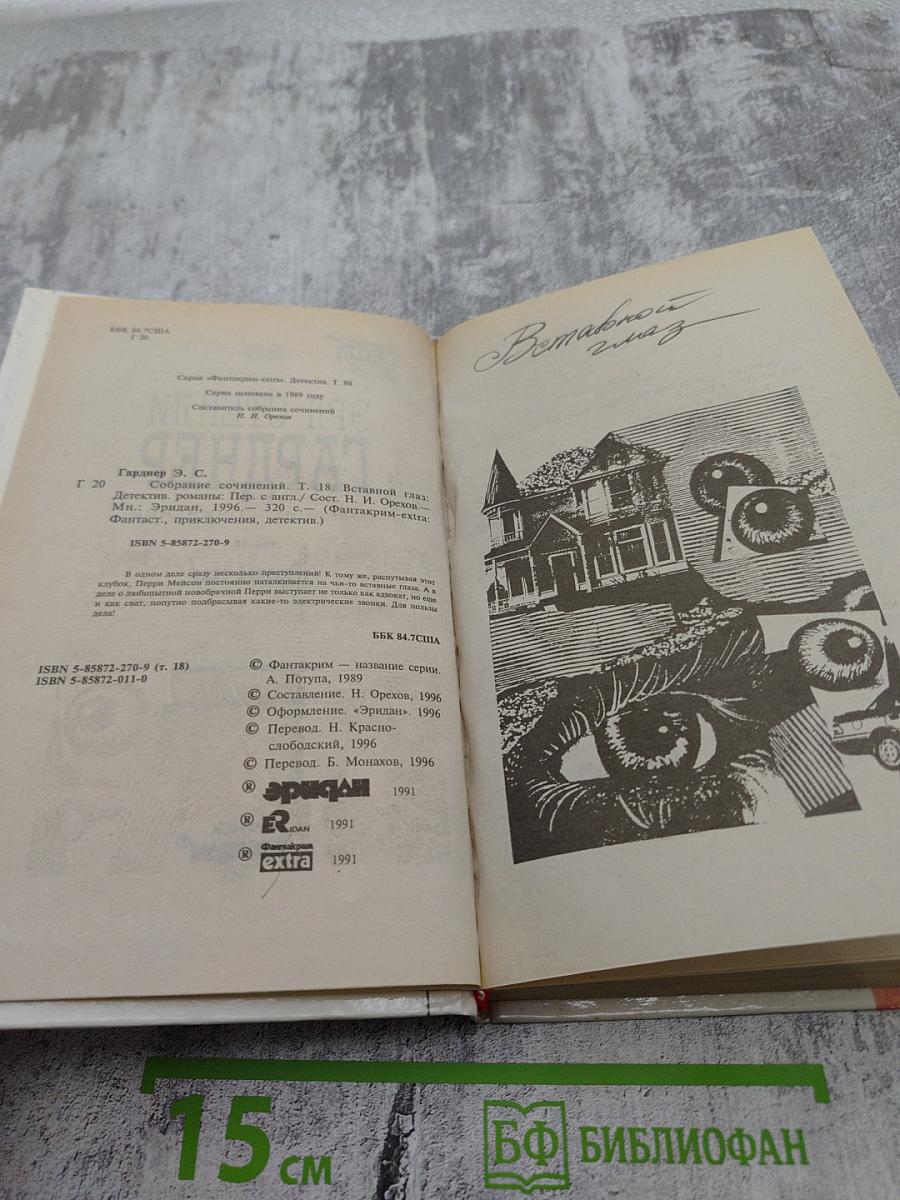 ББК 84.7США
Г 20
Серия «Фантакрим-extra». Детектив. Т. 80
Серия основана в 1989 году
Составитель собрания сочинений
Н. И. Орехов
Гарднер Э. С.
Г 20 Собрание сочинений. Т. 18. Вставной глаз:
Детектив. романы: Пер. с англ./ Сост. Н. И. Орехов.—
Мн.: Эридан, 1996.— 320 с.— (Фантакрим-extra:
Фантаст., приключения, детектив.)
ISBN 5-85872-270-9
В одном деле сразу несколько преступлений! К тому же, распутывая этот
клубок, Перри Мейсон постоянно наталкивается на чьи-то вставные глаза. А в
деле о любопытной новобрачной Перри выступает не только как адвокат, но еще
и как сват, попутно подбрасывая какие-то электрические звонки. Для пользы
дела!
ББК 84.7США
ISBN 5-85872-270-9 (т. 18)
ISBN 5-85872-011-0
© Фантакрим — название серии.
А. Потупа, 1989
© Составление. Н. Орехов, 1996
© Оформление. «Эридан». 1996
© Перевод. Н. Красно-
слободский, 1996
© Перевод. Б. Монахов, 1996
® эридан 1991
® ERIDAN 1991
® Фантакрим extra 1991
Вставной
глаз
15 см
БФ БИБЛИОФАН